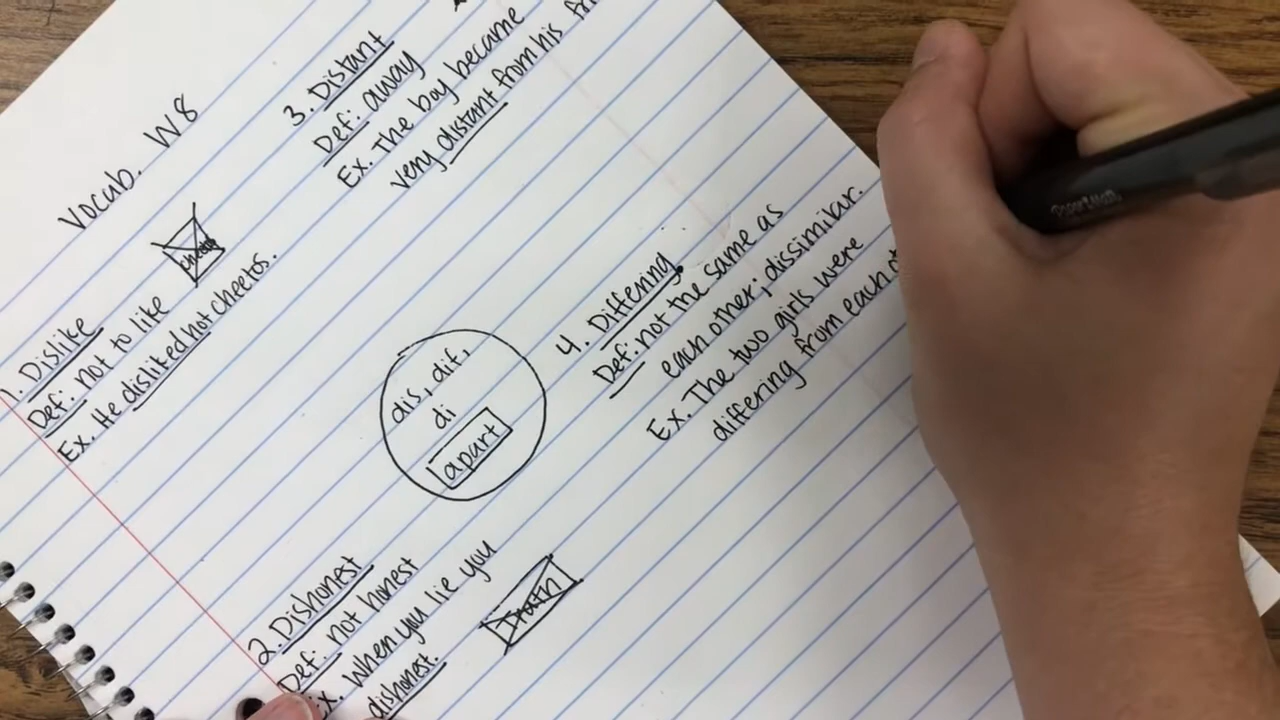 Vocab. W8
1. Dislike
Def: not to like
Ex. He disliked hot cheetos.
3. Distant
Def: away
Ex. The boy became
very distant from his
dis, dif,
di
apart
4. Differing
Def: not the same as
each other; dissimilar.
Ex. The two girls were
differing from each
2. Dishonest
Def: not honest
Ex. When you lie you
dishonest.
Truth
PaperMate